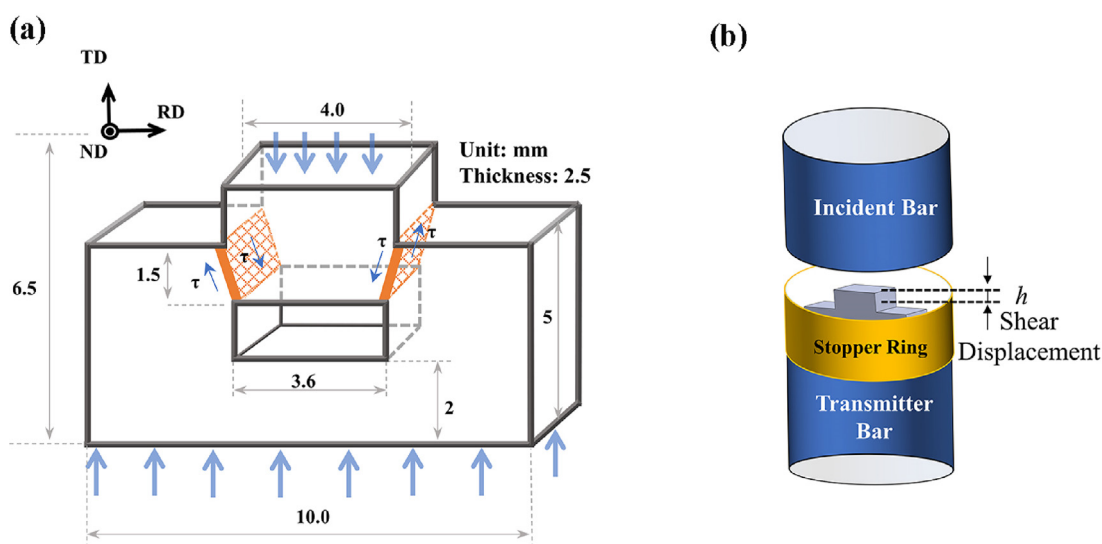 (a)
TD
RD
ND
4.0
Unit: mm
Thickness: 2.5
τ
τ
τ
τ
1.5
6.5
5
3.6
2
10.0
(b)
Incident Bar
h
Shear
Displacement
Stopper Ring
Transmitter
Bar